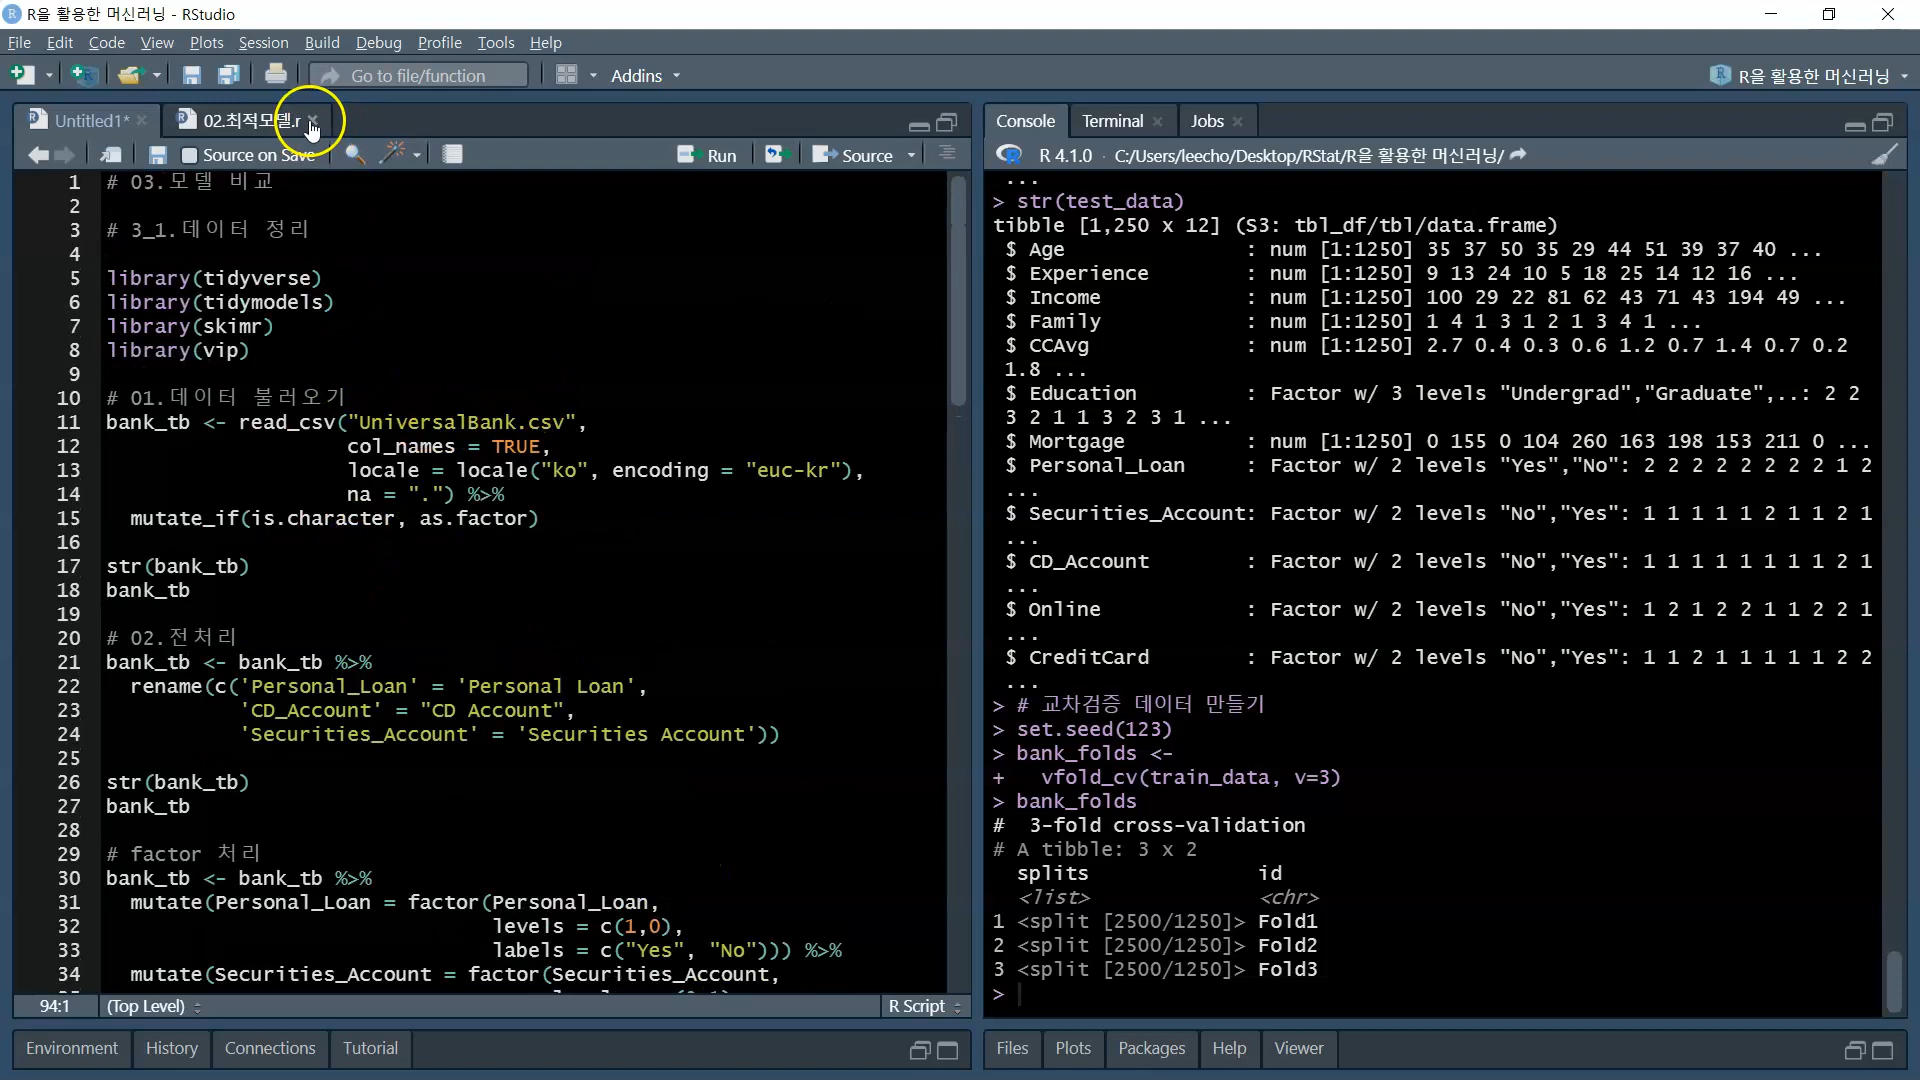 R을 활용한 머신러닝 - RStudio
File Edit Code View Plots Session Build Debug Profile Tools Help
Go to file/function Addins R을 활용한 머신러닝
Untitled1* 02.최적모델.r
Source on Save Run Source
1 # 03.모델 비교
2
3 # 3_1.데이터 정리
4
5 library(tidyverse)
6 library(tidymodels)
7 library(skimr)
8 library(vip)
9
10 # 01.데이터 불러오기
11 bank_tb <- read_csv("UniversalBank.csv",
12 col_names = TRUE,
13 locale = locale("ko", encoding = "euc-kr"),
14 na = ".") %>%
15 mutate_if(is.character, as.factor)
16
17 str(bank_tb)
18 bank_tb
19
20 # 02.전처리
21 bank_tb <- bank_tb %>%
22 rename(c('Personal_Loan' = 'Personal Loan',
23 'CD_Account' = "CD Account",
24 'Securities_Account' = 'Securities Account'))
25
26 str(bank_tb)
27 bank_tb
28
29 # factor 처리
30 bank_tb <- bank_tb %>%
31 mutate(Personal_Loan = factor(Personal_Loan,
32 levels = c(1,0),
33 labels = c("Yes", "No"))) %>%
34 mutate(Securities_Account = factor(Securities_Account,
94:1 (Top Level) R Script
Environment History Connections Tutorial
Console Terminal Jobs
R 4.1.0 · C:/Users/leecho/Desktop/RStat/R을 활용한 머신러닝/
...
> str(test_data)
tibble [1,250 x 12] (S3: tbl_df/tbl/data.frame)
$ Age : num [1:1250] 35 37 50 35 29 44 51 39 37 40 ...
$ Experience : num [1:1250] 9 13 24 10 5 18 25 14 12 16 ...
$ Income : num [1:1250] 100 29 22 81 62 43 71 43 194 49 ...
$ Family : num [1:1250] 1 4 1 3 1 2 1 3 4 1 ...
$ CCAvg : num [1:1250] 2.7 0.4 0.3 0.6 1.2 0.7 1.4 0.7 0.2
1.8 ...
$ Education : Factor w/ 3 levels "Undergrad","Graduate",..: 2 2
3 2 1 1 3 2 3 1 ...
$ Mortgage : num [1:1250] 0 155 0 104 260 163 198 153 211 0 ...
$ Personal_Loan : Factor w/ 2 levels "Yes","No": 2 2 2 2 2 2 2 2 1 2
...
$ Securities_Account: Factor w/ 2 levels "No","Yes": 1 1 1 1 1 2 1 1 2 1
...
$ CD_Account : Factor w/ 2 levels "No","Yes": 1 1 1 1 1 1 1 1 2 1
...
$ Online : Factor w/ 2 levels "No","Yes": 1 2 1 2 2 1 1 2 2 1
...
$ CreditCard : Factor w/ 2 levels "No","Yes": 1 1 2 1 1 1 1 1 2 2
...
> # 교차검증 데이터 만들기
> set.seed(123)
> bank_folds <-
+ vfold_cv(train_data, v=3)
> bank_folds
# 3-fold cross-validation
# A tibble: 3 x 2
splits id
<list> <chr>
1 <split [2500/1250]> Fold1
2 <split [2500/1250]> Fold2
3 <split [2500/1250]> Fold3
>
Files Plots Packages Help Viewer